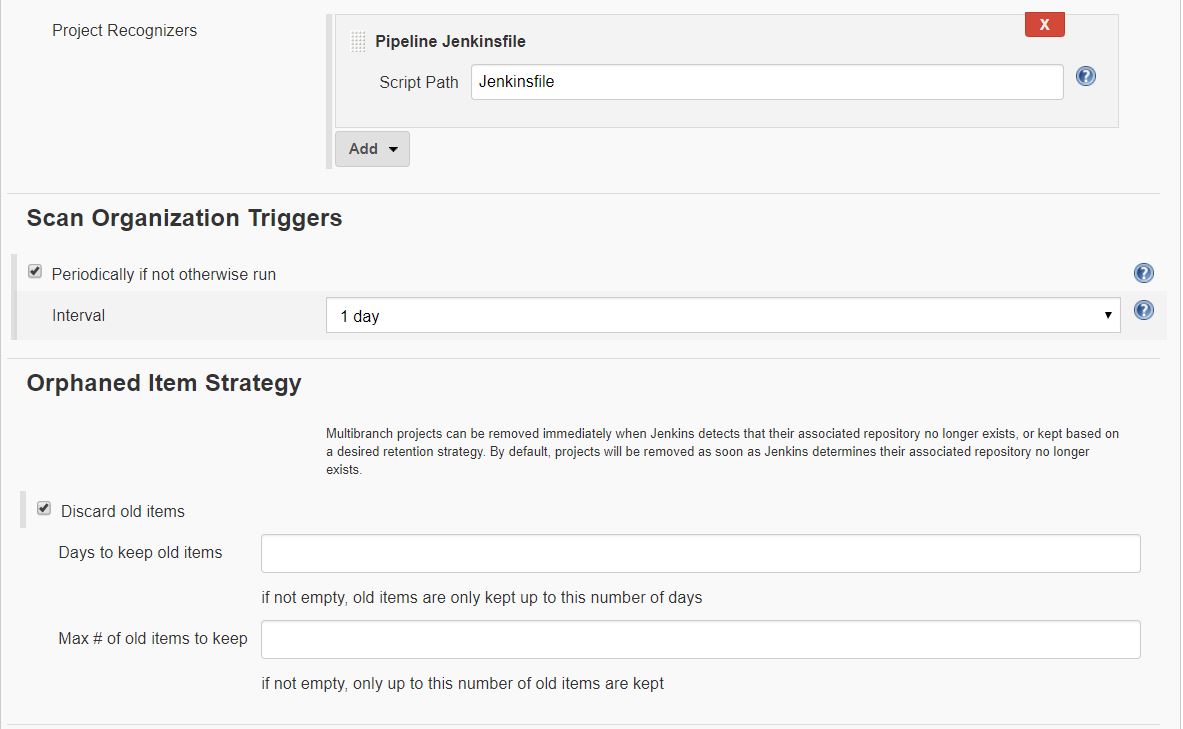 Project Recognizers
Pipeline Jenkinsfile
X
Script Path
Jenkinsfile
?
Add
Scan Organization Triggers
Periodically if not otherwise run
?
Interval
1 day
?
Orphaned Item Strategy
Multibranch projects can be removed immediately when Jenkins detects that their associated repository no longer exists, or kept based on
a desired retention strategy. By default, projects will be removed as soon as Jenkins determines their associated repository no longer
exists.
Discard old items
Days to keep old items
if not empty, old items are only kept up to this number of days
Max # of old items to keep
if not empty, only up to this number of old items are kept